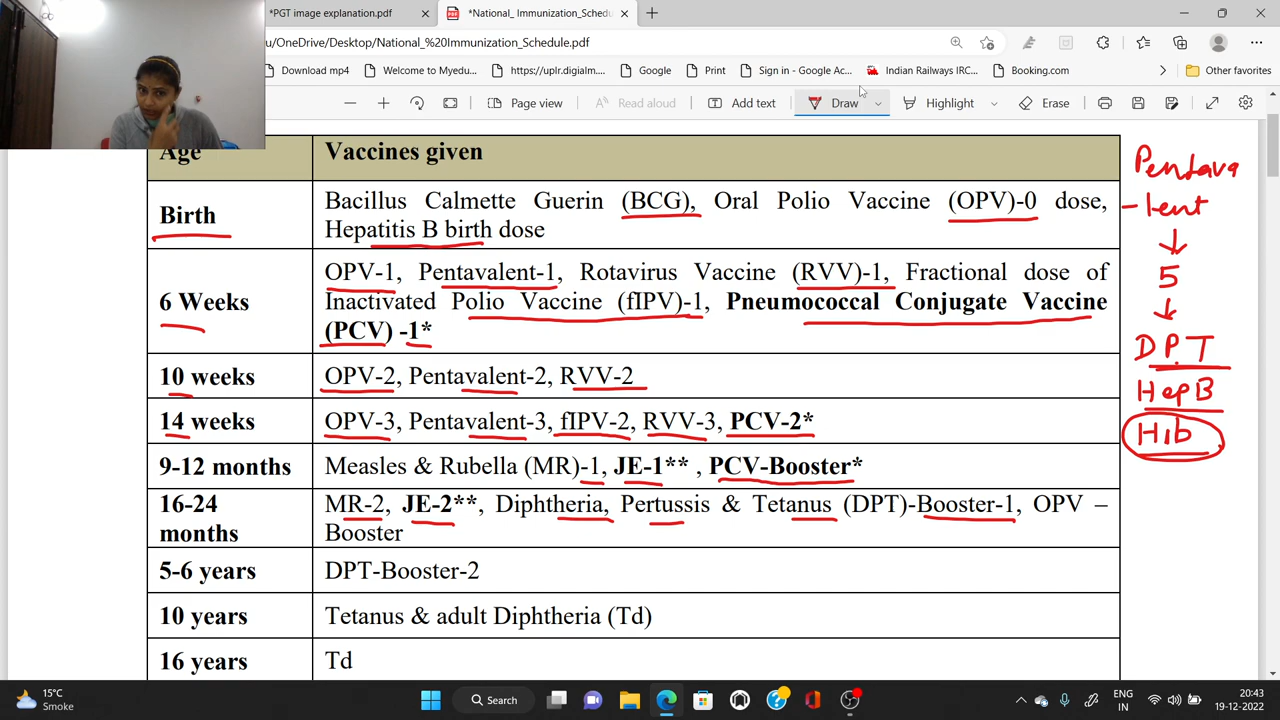 *PGT image explanation.pdf
*National_ Immunization_Schedu
u/OneDrive/Desktop/National_%20Immunization_Schedule.pdf
Download mp4
Welcome to Myedu...
https://uplr.digialm....
Google
Print
Sign in - Google Ac...
Indian Railways IRC...
Booking.com
Other favorites
Page view
Read aloud
Add text
Draw
Highlight
Erase
Age
Vaccines given
Birth
Bacillus Calmette Guerin (BCG), Oral Polio Vaccine (OPV)-0 dose,
Hepatitis B birth dose
6 Weeks
OPV-1, Pentavalent-1, Rotavirus Vaccine (RVV)-1, Fractional dose of
Inactivated Polio Vaccine (fIPV)-1, Pneumococcal Conjugate Vaccine
(PCV) -1*
10 weeks
OPV-2, Pentavalent-2, RVV-2
14 weeks
OPV-3, Pentavalent-3, fIPV-2, RVV-3, PCV-2*
9-12 months
Measles & Rubella (MR)-1, JE-1** , PCV-Booster*
16-24
months
MR-2, JE-2**, Diphtheria, Pertussis & Tetanus (DPT)-Booster-1, OPV –
Booster
5-6 years
DPT-Booster-2
10 years
Tetanus & adult Diphtheria (Td)
16 years
Td
Pentava
-lent
5
DPT
HepB
Hib
15°C
Smoke
Search
ENG
IN
20:43
19-12-2022